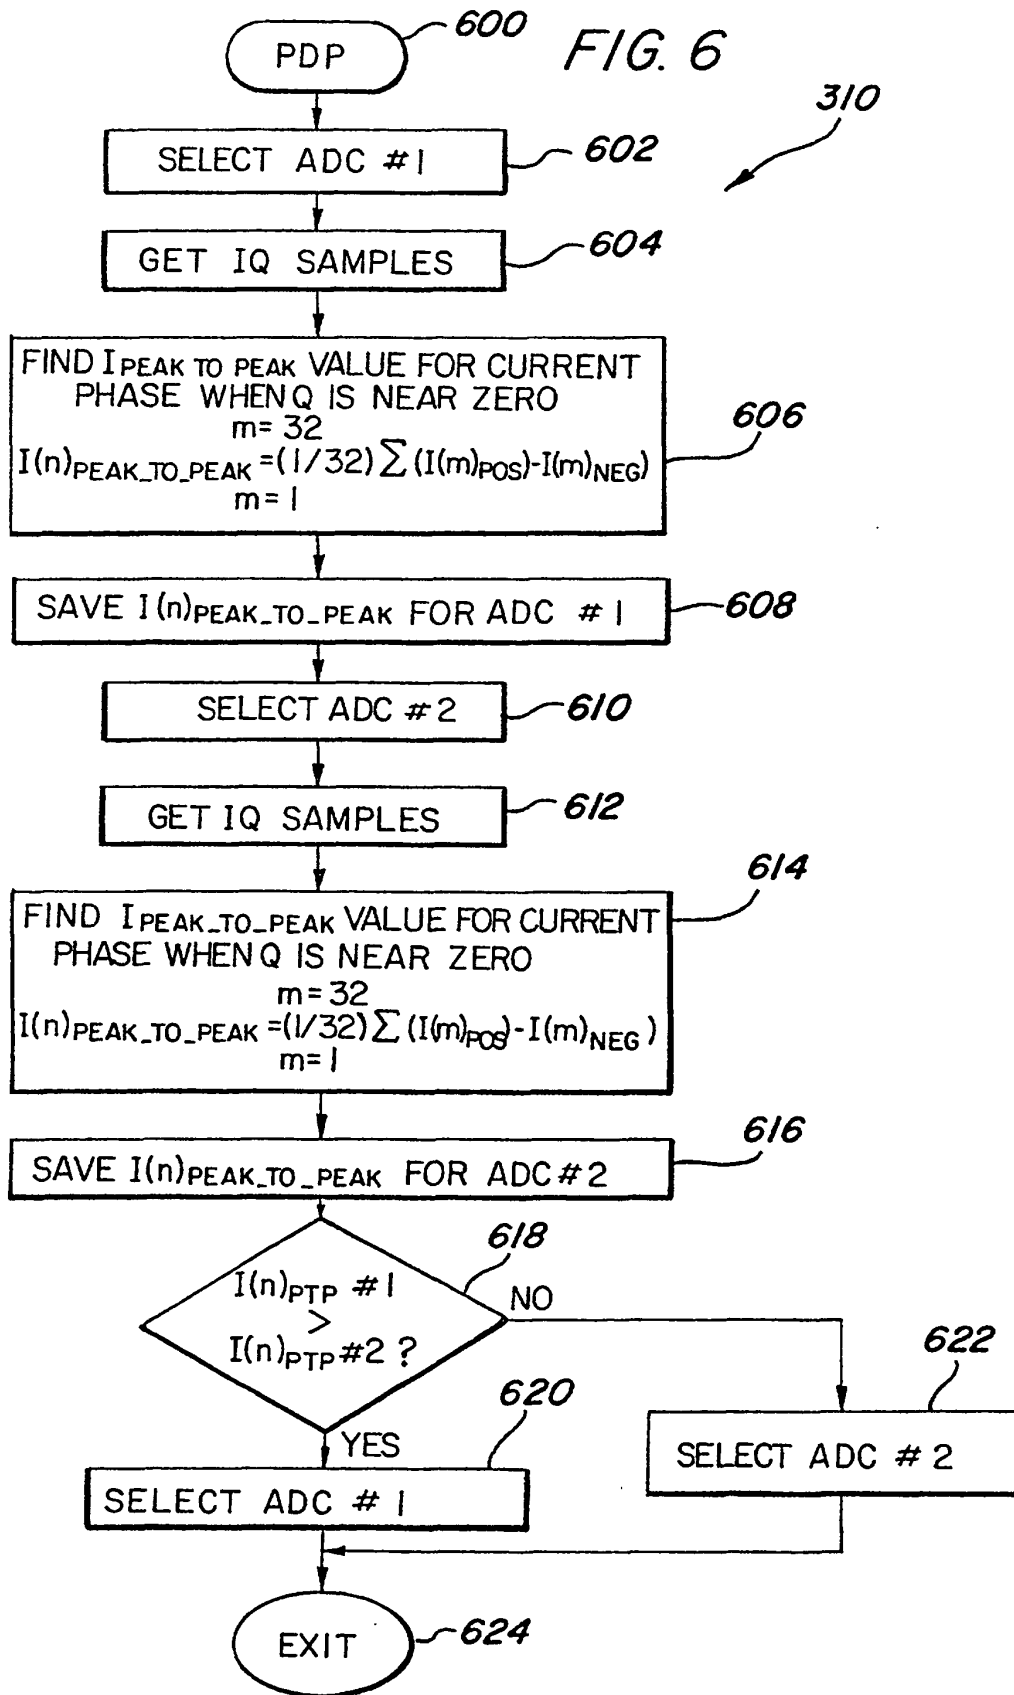 600
FIG. 6
PDP
310
SELECT ADC #1
602
GET IQ SAMPLES
604
FIND I PEAK TO PEAK VALUE FOR CURRENT
PHASE WHEN Q IS NEAR ZERO
m = 32
I(n)PEAK_TO_PEAK = (1/32) ∑ (I(m)POS) - I(m)NEG)
m = 1
606
SAVE I(n)PEAK_TO_PEAK FOR ADC # 1
608
SELECT ADC #2
610
GET IQ SAMPLES
612
614
FIND I PEAK_TO_PEAK VALUE FOR CURRENT
PHASE WHEN Q IS NEAR ZERO
m = 32
I(n)PEAK_TO_PEAK = (1/32) ∑ (I(m)POS) - I(m)NEG )
m = 1
616
SAVE I(n)PEAK_TO_PEAK FOR ADC #2
618
I(n)PTP #1
>
I(n)PTP #2 ?
NO
622
620
YES
SELECT ADC # 2
SELECT ADC # 1
EXIT
624